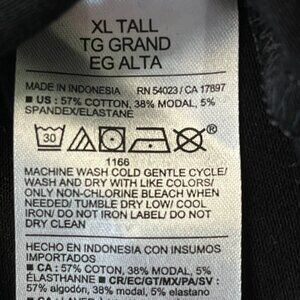 XL TALL
TG GRAND
EG ALTA
MADE IN INDONESIA RN 54023 / CA 17897
■ US : 57% COTTON, 38% MODAL, 5%
SPANDEX/ELASTANE
30
®
1166
MACHINE WASH COLD GENTLE CYCLE/
WASH AND DRY WITH LIKE COLORS/
ONLY NON-CHLORINE BLEACH WHEN
NEEDED/ TUMBLE DRY LOW/ COOL
IRON/ DO NOT IRON LABEL/ DO NOT
DRY CLEAN
HECHO EN INDONESIA CON INSUMOS
IMPORTADOS
■ CA : 57% COTON, 38% MODAL, 5%
ÉLASTHANNE ■ CR/EC/GT/MX/PA/SV :
57% algodón, 38% modal, 5% elastano